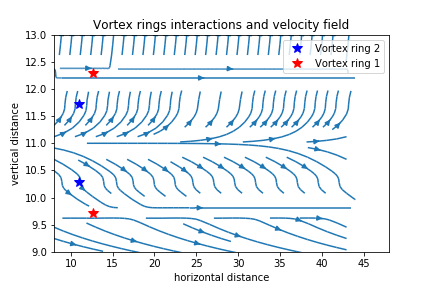 Vortex rings interactions and velocity field
Vortex ring 2
Vortex ring 1
vertical distance
13.0
12.5
12.0
11.5
11.0
10.5
10.0
9.5
9.0
10 15 20 25 30 35 40 45
horizontal distance